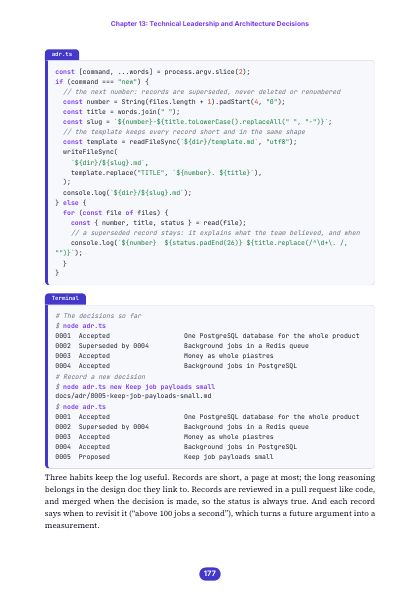 Chapter 13: Technical Leadership and Architecture Decisions
adr.ts
const [command, ...words] = process.argv.slice(2);
if (command === "new") {
// the next number: records are superseded, never deleted or renumbered
const number = String(files.length + 1).padStart(4, "0");
const title = words.join(" ");
const slug = `${number}-${title.toLowerCase().replaceAll(" ", "-")}`;
// the template keeps every record short and in the same shape
const template = readFileSync(`${dir}/template.md`, "utf8");
writeFileSync(
`${dir}/${slug}.md`,
template.replace("TITLE", `${number}. ${title}`),
);
console.log(`${dir}/${slug}.md`);
} else {
for (const file of files) {
const { number, title, status } = read(file);
// a superseded record stays: it explains what the team believed, and when
console.log(`${number}  ${status.padEnd(26)} ${title.replace(/^\d+\. /,
"")}`);
}
}
Terminal
# The decisions so far
$ node adr.ts
0001 Accepted One PostgreSQL database for the whole product
0002 Superseded by 0004 Background jobs in a Redis queue
0003 Accepted Money as whole piastres
0004 Accepted Background jobs in PostgreSQL
# Record a new decision
$ node adr.ts new Keep job payloads small
docs/adr/0005-keep-job-payloads-small.md
$ node adr.ts
0001 Accepted One PostgreSQL database for the whole product
0002 Superseded by 0004 Background jobs in a Redis queue
0003 Accepted Money as whole piastres
0004 Accepted Background jobs in PostgreSQL
0005 Proposed Keep job payloads small
Three habits keep the log useful. Records are short, a page at most; the long reasoning
belongs in the design doc they link to. Records are reviewed in a pull request like code,
and merged when the decision is made, so the status is always true. And each record
says when to revisit it (“above 100 jobs a second”), which turns a future argument into a
measurement.
177